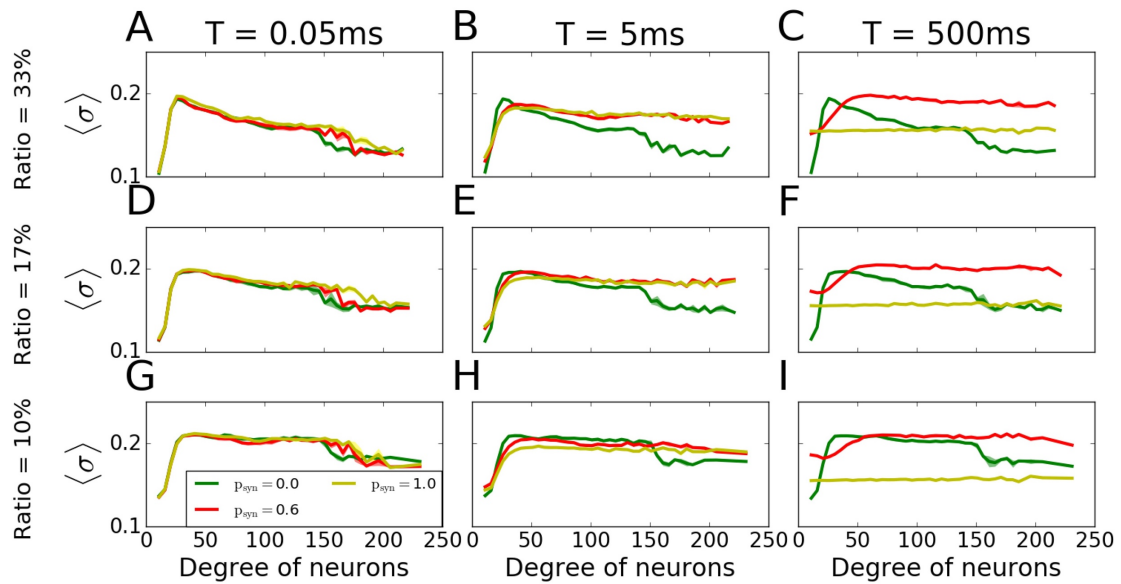 A B C
T = 0.05ms T = 5ms T = 500ms
Ratio = 33%
⟨σ⟩
0.2
0.1
D E F
Ratio = 17%
⟨σ⟩
0.2
0.1
G H I
Ratio = 10%
⟨σ⟩
0.2
0.1
p_syn = 0.0 p_syn = 1.0
p_syn = 0.6
0 50 100 150 200 250 0 50 100 150 200 250 0 50 100 150 200 250
Degree of neurons Degree of neurons Degree of neurons